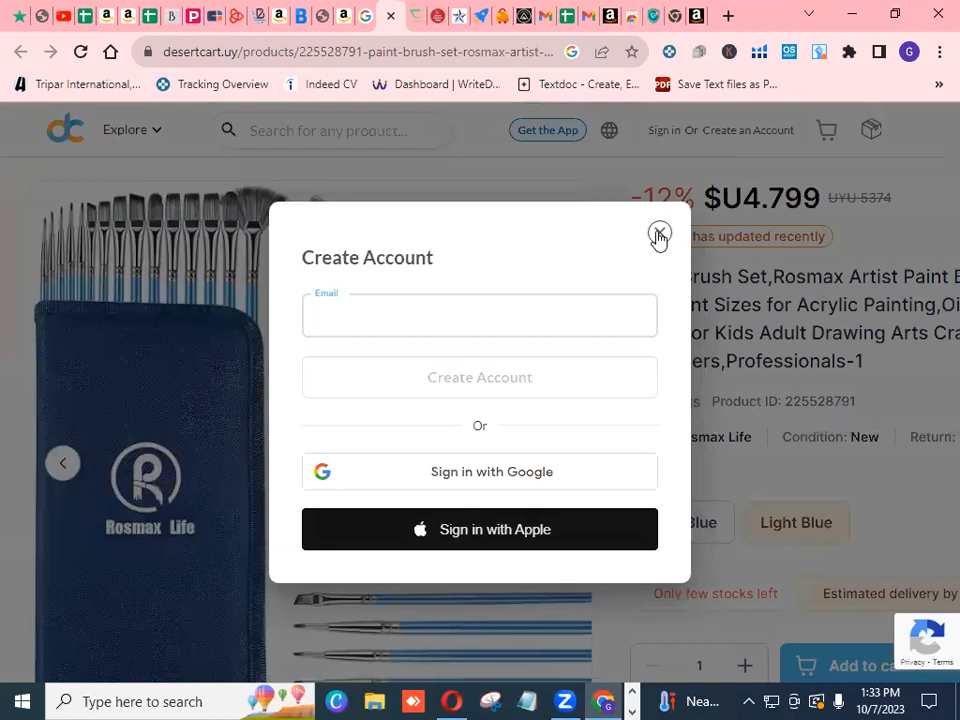 desertcart.uy/products/225528791-paint-brush-set-rosmax-artist-...
Tripar International,...
Tracking Overview
Indeed CV
Dashboard | WriteD...
Textdoc - Create, E...
PDF
Save Text files as P...
»
dc
Explore
Search for any product...
Get the App
Sign in Or Create an Account
-12% $U4.799 UYU 5374
has updated recently
Create Account
Email
Create Account
Or
Sign in with Google
Sign in with Apple
Brush Set,Rosmax Artist Paint
nt Sizes for Acrylic Painting,Oi
or Kids Adult Drawing Arts Cra
ers,Professionals-1
Product ID: 225528791
smax Life
Condition: New
Return:
Blue
Light Blue
Only few stocks left
Estimated delivery by
1
Add to ca
Privacy - Terms
Rosmax Life
Type here to search
Nea...
1:33 PM
10/7/2023